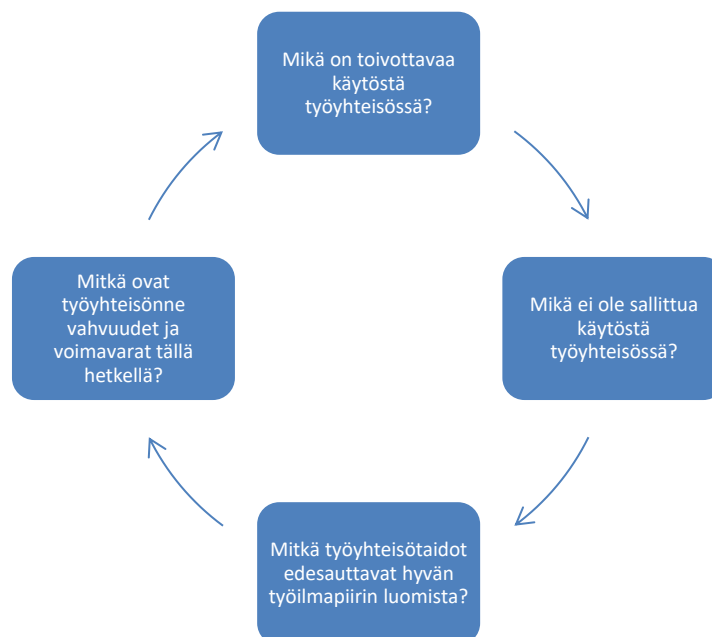 Mikä on toivottavaa
käytöstä
työyhteisössä?
Mikä ei ole sallittua
käytöstä
työyhteisössä?
Mitkä työyhteisötaidot
edesauttavat hyvän
työilmapiirin luomista?
Mitkä ovat
työyhteisönne
vahvuudet ja
voimavarat tällä
hetkellä?